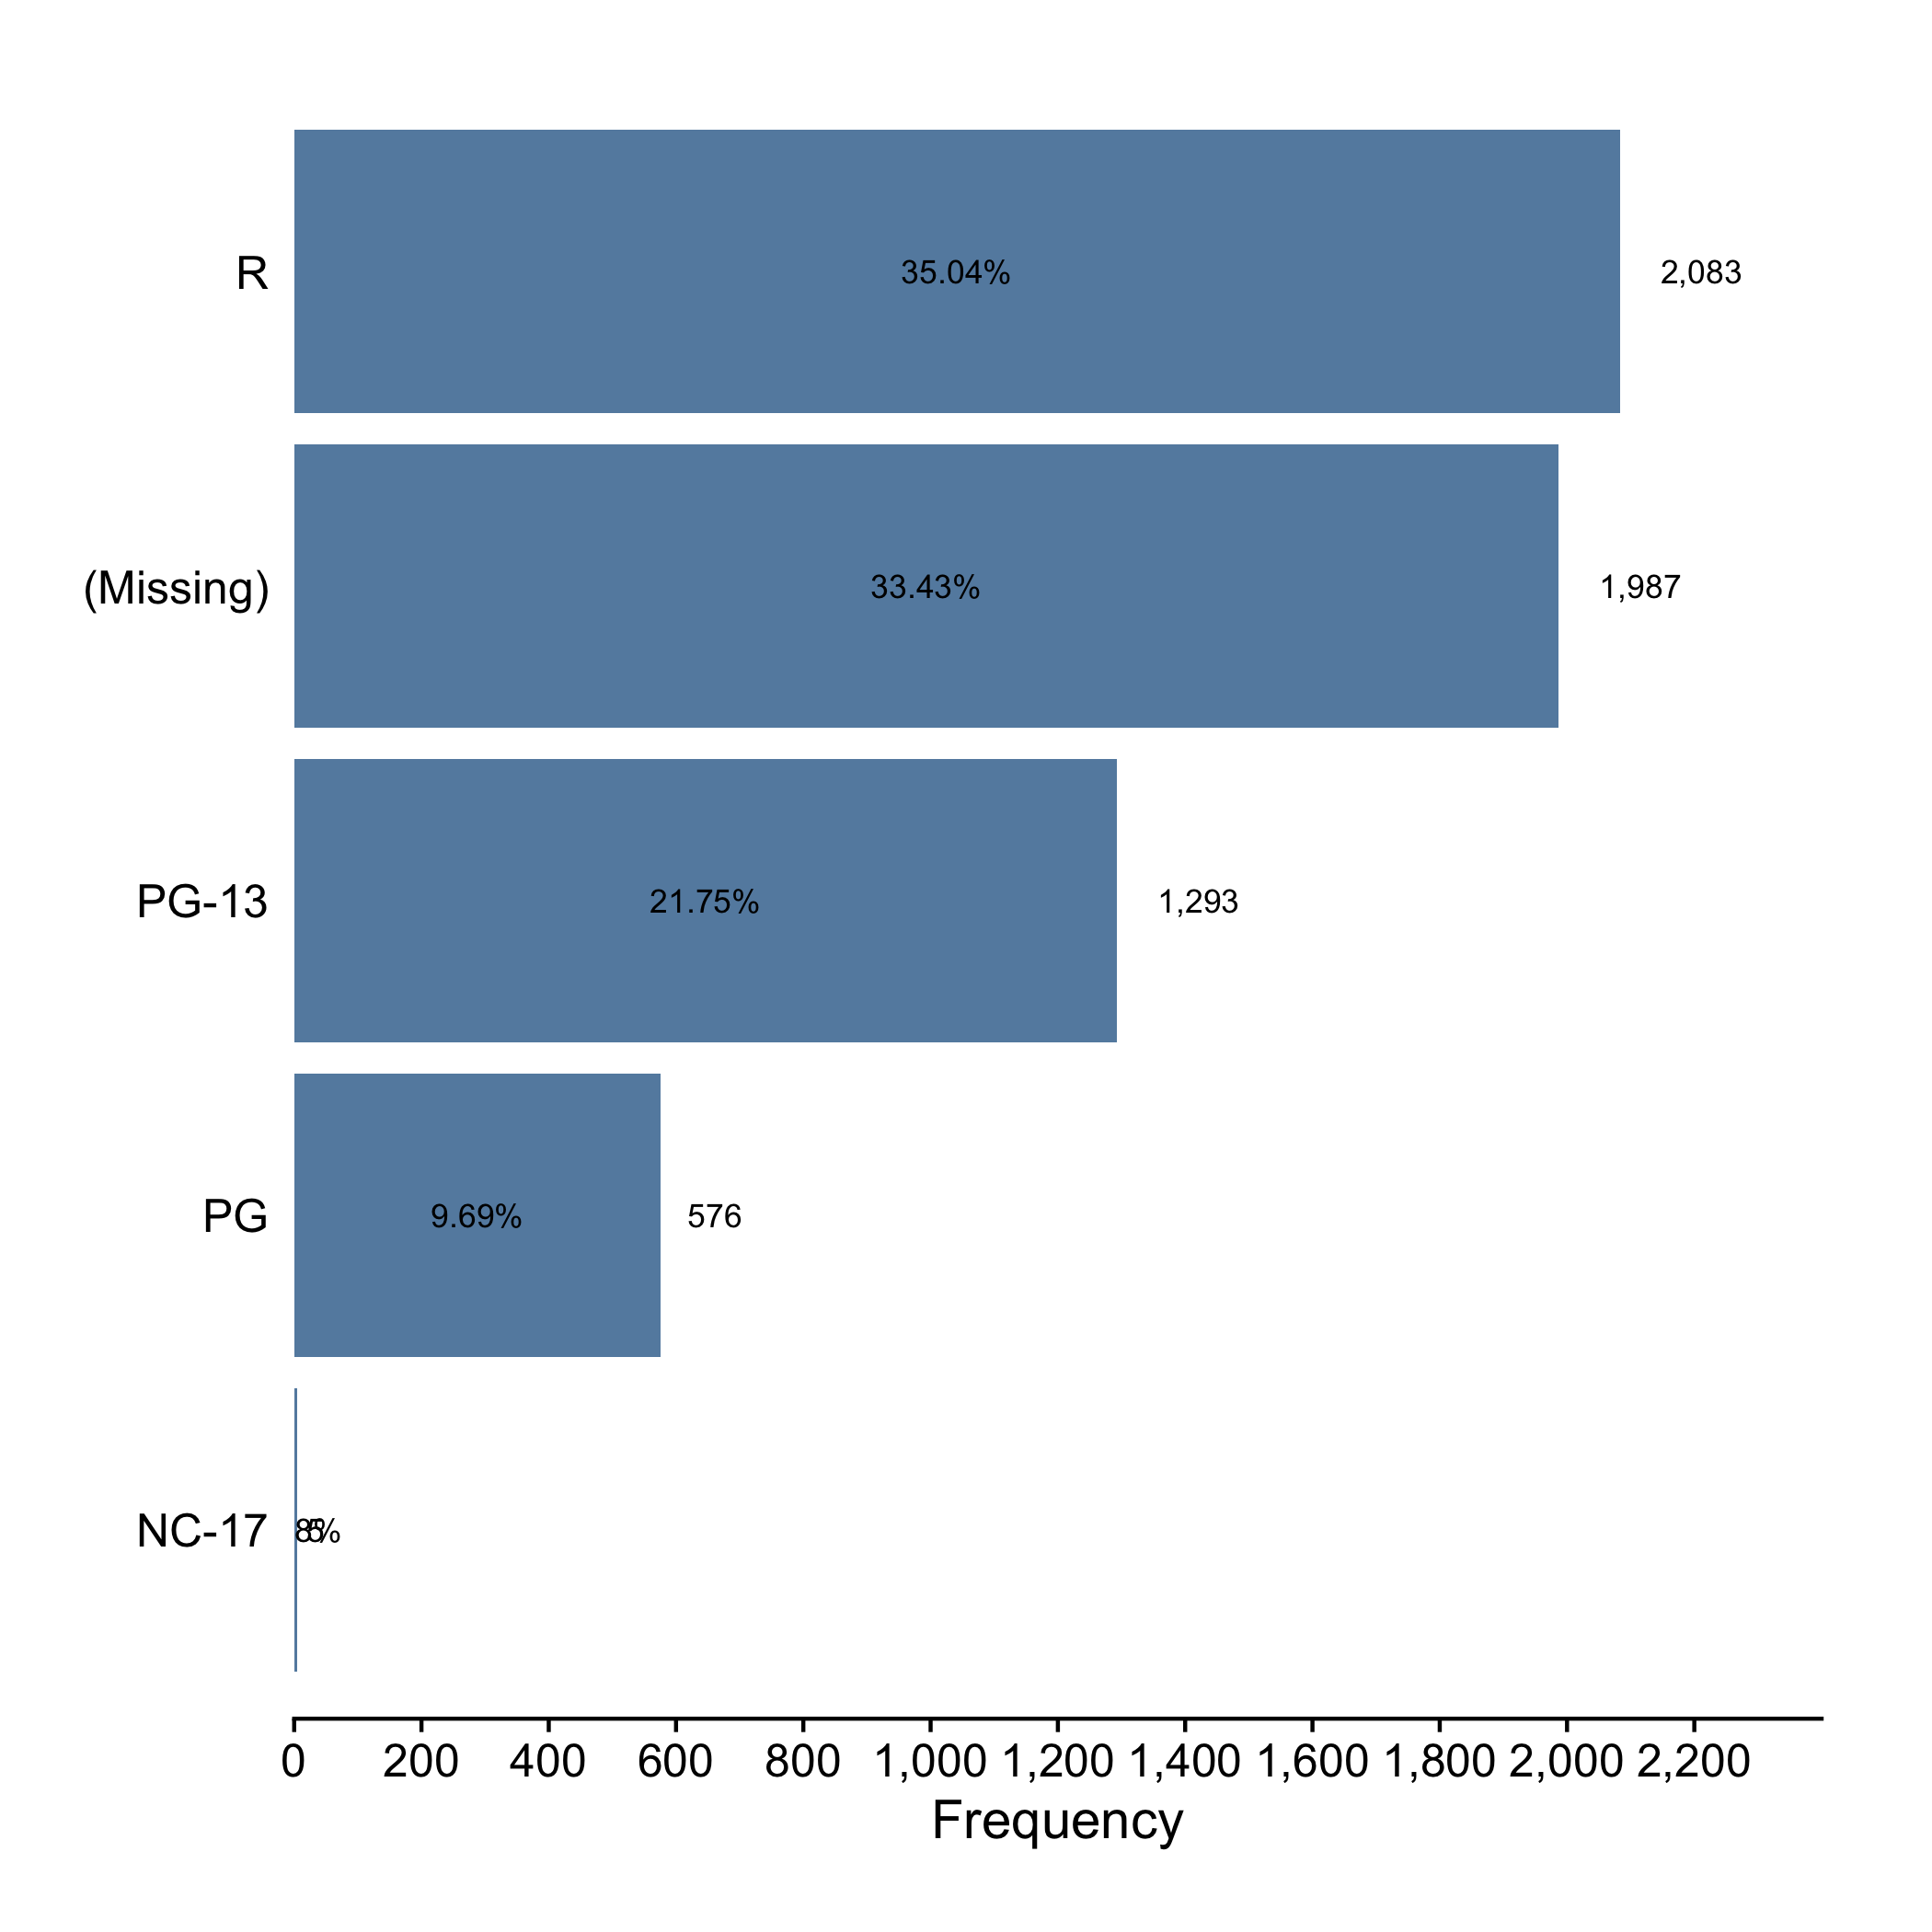 R
35.04%
2,083
(Missing)
33.43%
1,987
PG-13
21.75%
1,293
PG
9.69%
576
NC-17
0 200 400 600 800 1,000 1,200 1,400 1,600 1,800 2,000 2,200
Frequency